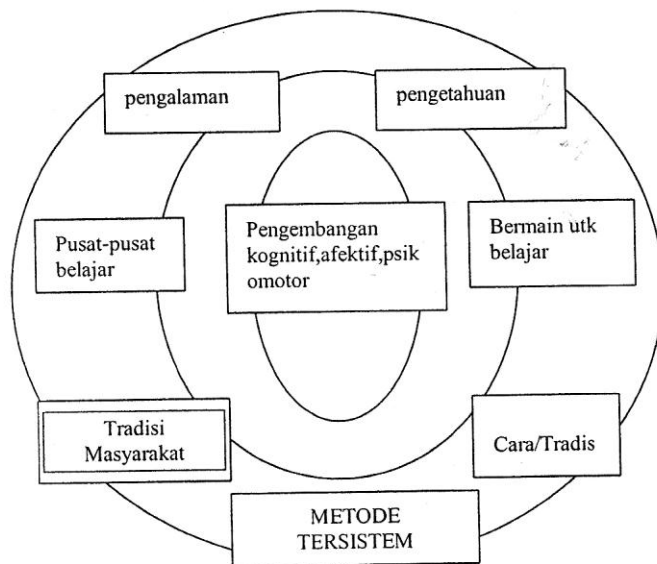 pengalaman
pengetahuan
Pusat-pusat
belajar
Pengembangan
kognitif,afektif,psik
omotor
Bermain utk
belajar
Tradisi
Masyarakat
Cara/Tradis
METODE
TERSISTEM